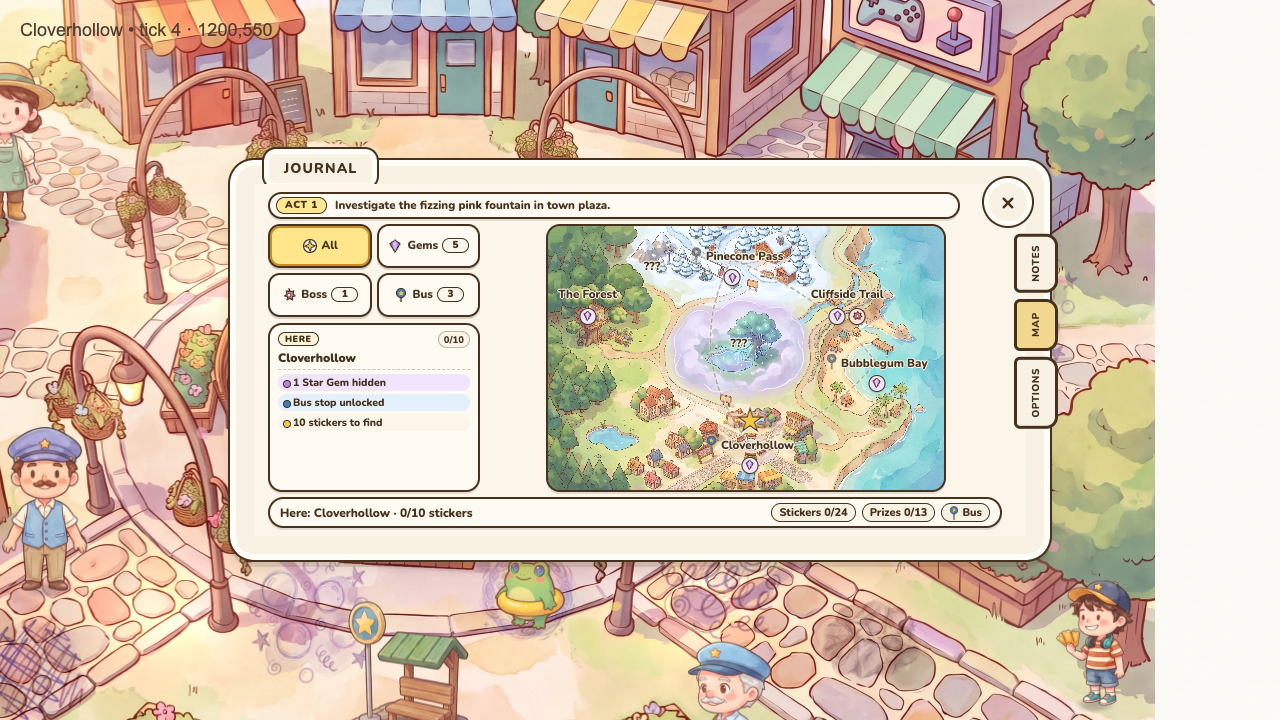 Cloverhollow • tick 4 · 1200,550
JOURNAL
ACT 1 Investigate the fizzing pink fountain in town plaza.
All
Gems 5
Boss 1
Bus 3
HERE 0/10
Cloverhollow
1 Star Gem hidden
Bus stop unlocked
10 stickers to find
???
Pinecone Pass
The Forest
Cliffside Trail
???
Bubblegum Bay
Cloverhollow
NOTES
MAP
OPTIONS
Here: Cloverhollow · 0/10 stickers
Stickers 0/24
Prizes 0/13
Bus